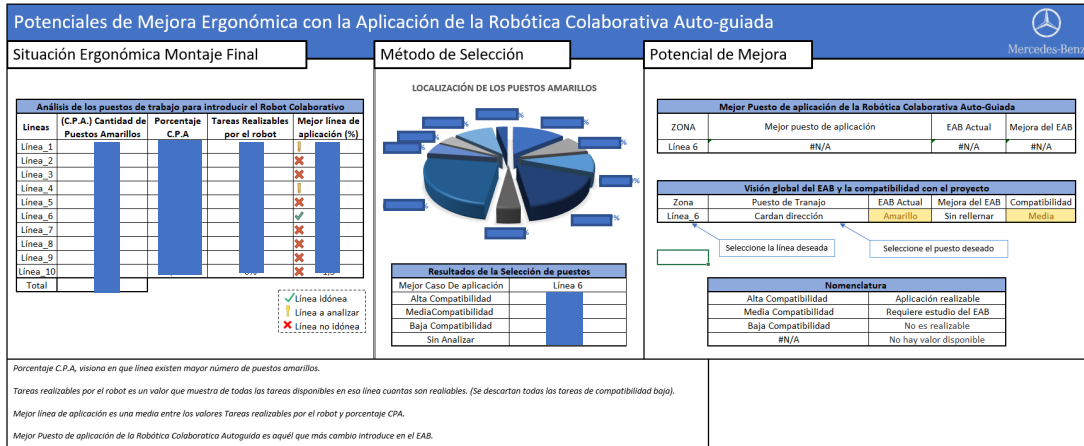 Potenciales de Mejora Ergonómica con la Aplicación de la Robótica Colaborativa Auto-guiada
Mercedes-Benz
Situación Ergonómica Montaje Final
Método de Selección
Potencial de Mejora
Análisis de los puestos de trabajo para introducir el Robot Colaborativo
Lineas (C.P.A.) Cantidad de Puestos Amarillos Porcentaje C.P.A Tareas Realizables por el robot Mejor línea de aplicación (%)
Línea_1
Línea_2
Línea_3
Línea_4
Línea_5
Línea_6
Línea_7
Línea_8
Línea_9
Línea_10
Total
Línea idónea
Línea a analizar
Línea no idónea
LOCALIZACIÓN DE LOS PUESTOS AMARILLOS
Resultados de la Selección de puestos
Mejor Caso De aplicación Línea 6
Alta Compatibilidad
MediaCompatibilidad
Baja Compatibilidad
Sin Analizar
Mejor Puesto de aplicación de la Robótica Colaborativa Auto-Guiada
ZONA Mejor puesto de aplicación EAB Actual Mejora del EAB
Línea 6 #N/A #N/A #N/A
Visión global del EAB y la compatibilidad con el proyecto
Zona Puesto de Tranajo EAB Actual Mejora del EAB Compatibilidad
Línea_6 Cardan dirección Amarillo Sin rellernar Media
Seleccione la línea deseada
Seleccione el puesto deseado
Nomenclatura
Alta Compatibilidad Aplicación realizable
Media Compatibilidad Requiere estudio del EAB
Baja Compatibilidad No es realizable
#N/A No hay valor disponible
Porcentaje C.P.A, visiona en que línea existen mayor número de puestos amarillos.
Tareas realizables por el robot es un valor que muestra de todas las tareas disponibles en esa línea cuantas son realiables. (Se descartan todas las tareas de compatibilidad baja).
Mejor línea de aplicación es una media entre los valores Tareas realizables por el robot y porcentaje CPA.
Mejor Puesto de aplicación de la Robótica Colaboratica Autoguida es aquél que más cambio introduce en el EAB.